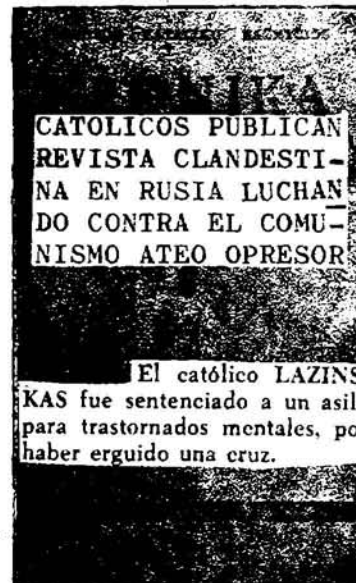 CATOLICOS PUBLICAN
REVISTA CLANDESTI-
NA EN RUSIA LUCHAN
DO CONTRA EL COMU-
NISMO ATEO OPRESOR
El católico LAZINS
KAS fue sentenciado a un asil
para trastornados mentales, po
haber erguido una cruz.